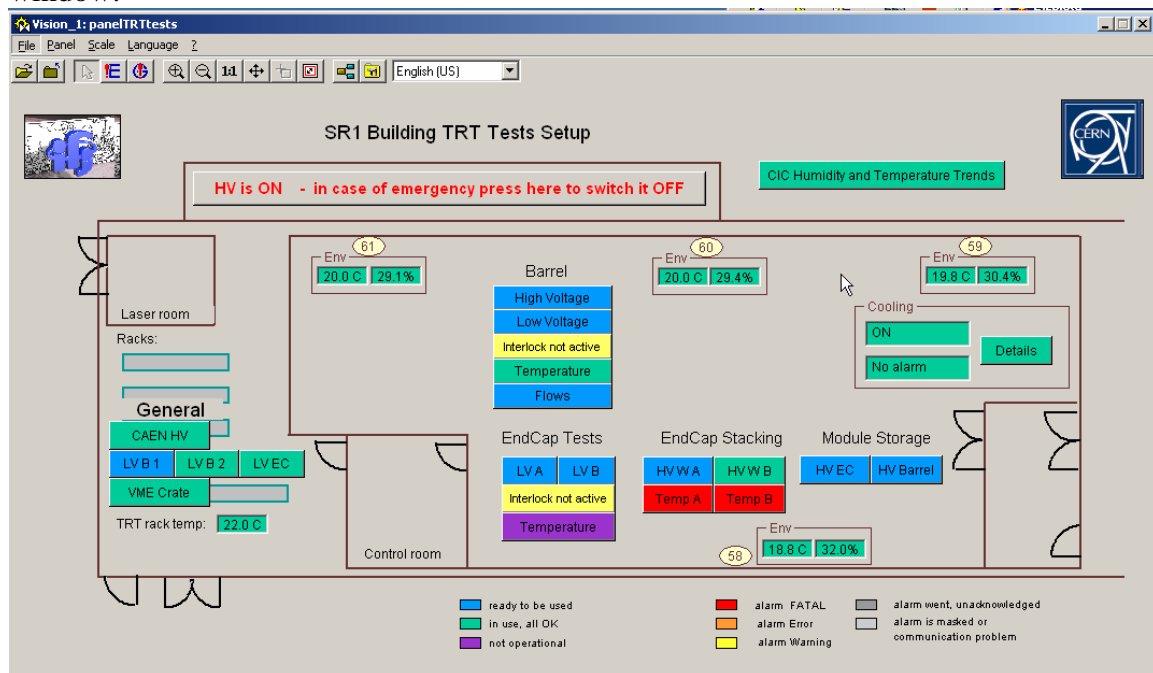 Vision_1: panelTRTtests
File Panel Scale Language ?
1:1 English (US)
SR1 Building TRT Tests Setup
CERN
HV is ON - in case of emergency press here to switch it OFF
CIC Humidity and Temperature Trends
61
Env
20.0 C 29.1%
60
Env
20.0 C 29.4%
59
Env
19.8 C 30.4%
Barrel
High Voltage
Low Voltage
Interlock not active
Temperature
Flows
Cooling
ON
No alarm
Details
Laser room
Racks:
General
CAEN HV
LV B 1 LV B 2 LV EC
VME Crate
TRT rack temp: 22.0 C
Control room
EndCap Tests
LV A LV B
Interlock not active
Temperature
EndCap Stacking
HV W A HV W B
Temp A Temp B
Module Storage
HV EC HV Barrel
58
Env
18.8 C 32.0%
ready to be used
in use, all OK
not operational
alarm FATAL
alarm Error
alarm Warning
alarm went, unacknowledged
alarm is masked or
communication problem